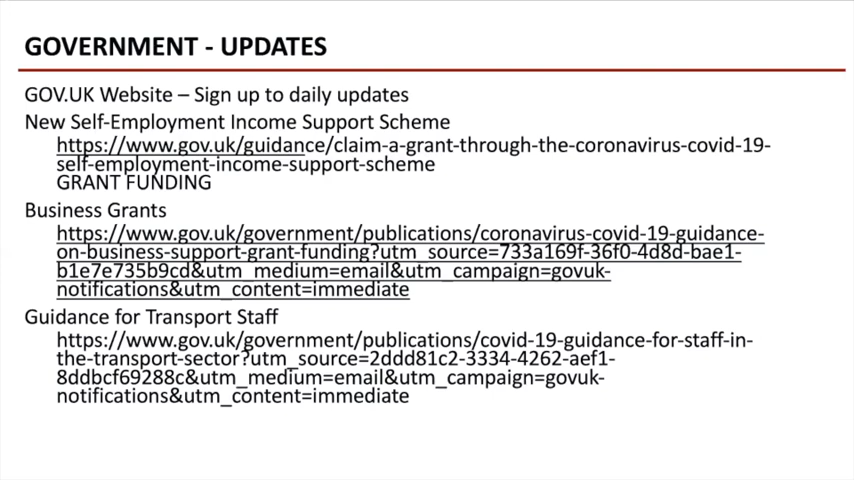 GOVERNMENT - UPDATES
GOV.UK Website – Sign up to daily updates
New Self-Employment Income Support Scheme
https://www.gov.uk/guidance/claim-a-grant-through-the-coronavirus-covid-19-
self-employment-income-support-scheme
GRANT FUNDING
Business Grants
https://www.gov.uk/government/publications/coronavirus-covid-19-guidance-
on-business-support-grant-funding?utm_source=733a169f-36f0-4d8d-bae1-
b1e7e735b9cd&utm_medium=email&utm_campaign=govuk-
notifications&utm_content=immediate
Guidance for Transport Staff
https://www.gov.uk/government/publications/covid-19-guidance-for-staff-in-
the-transport-sector?utm_source=2ddd81c2-3334-4262-aef1-
8ddbcf69288c&utm_medium=email&utm_campaign=govuk-
notifications&utm_content=immediate